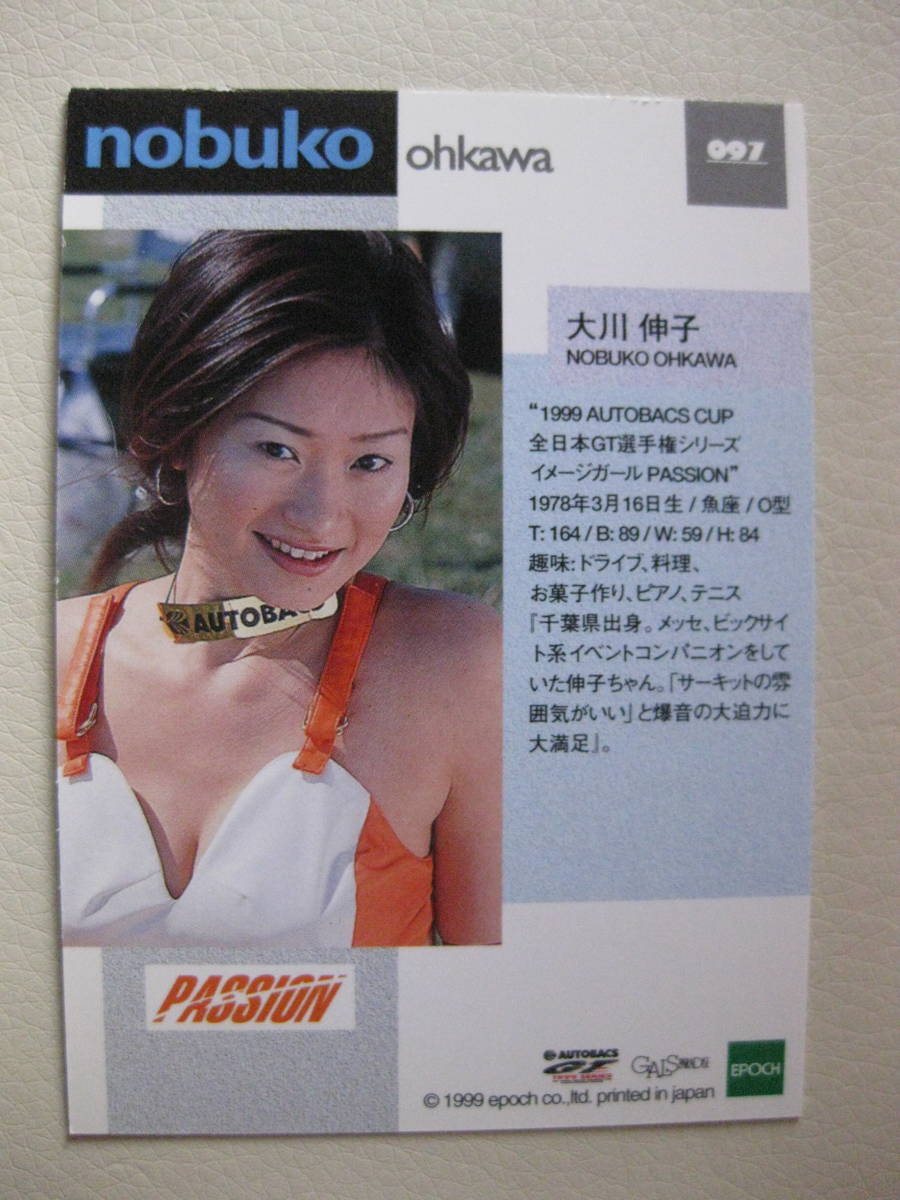 nobuko ohkawa
097
大川 伸子
NOBUKO OHKAWA
“1999 AUTOBACS CUP
全日本GT選手権シリーズ
イメージガール PASSION”
1978年3月16日生 / 魚座 / O型
T: 164 / B: 89 / W: 59 / H: 84
趣味: ドライブ、料理、
お菓子作り、ピアノ、テニス
『千葉県出身。メッセ、ビックサイ
ト系イベントコンパニオンをして
いた伸子ちゃん。「サーキットの雰
囲気がいい」と爆音の大迫力に
大満足』。
AUTOBACS
PASSION
AUTOBACS
GT
1999 SERIES
GALS
EPOCH
© 1999 epoch co.,ltd. printed in japan